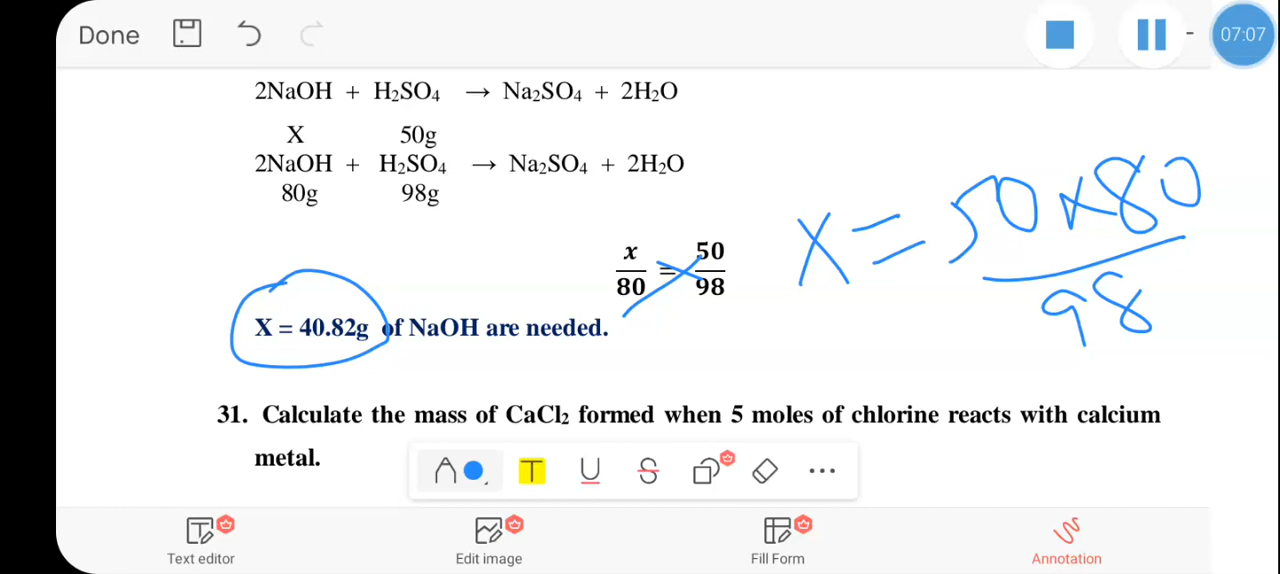 Done
07:07
2NaOH + H₂SO₄ → Na₂SO₄ + 2H₂O
X 50g
2NaOH + H₂SO₄ → Na₂SO₄ + 2H₂O
80g 98g
x/80 = 50/98
X = 50 x 80 / 98
X = 40.82g of NaOH are needed.
31. Calculate the mass of CaCl₂ formed when 5 moles of chlorine reacts with calcium
metal.
T U S
Text editor Edit image Fill Form Annotation